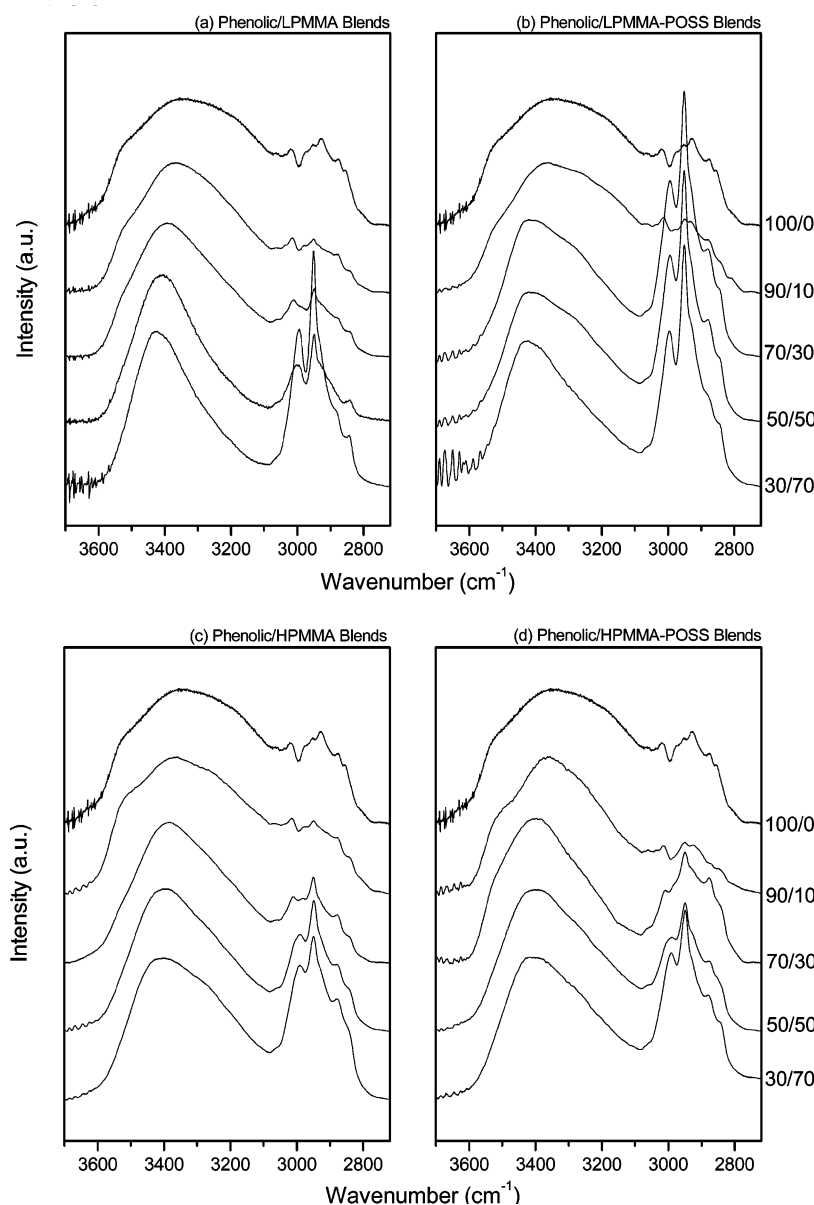 (a) Phenolic/LPMMA Blends
(b) Phenolic/LPMMA-POSS Blends
Intensity (a.u.)
100/0
90/10
70/30
50/50
30/70
3600 3400 3200 3000 2800
3600 3400 3200 3000 2800
Wavenumber (cm⁻¹)
(c) Phenolic/HPMMA Blends
(d) Phenolic/HPMMA-POSS Blends
Intensity (a.u.)
100/0
90/10
70/30
50/50
30/70
3600 3400 3200 3000 2800
3600 3400 3200 3000 2800
Wavenumber (cm⁻¹)